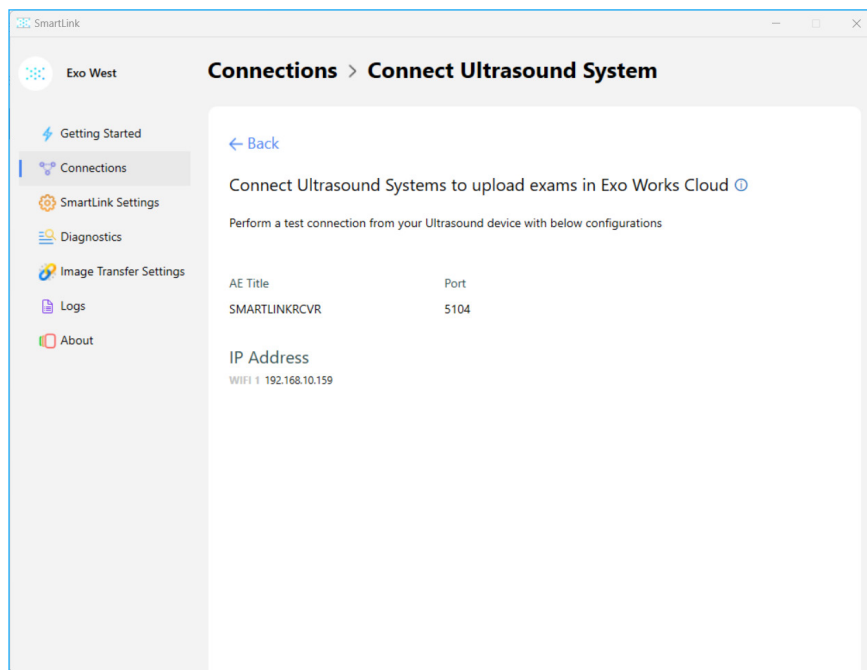 SmartLink
Exo West
Connections > Connect Ultrasound System
Getting Started
Connections
SmartLink Settings
Diagnostics
Image Transfer Settings
Logs
About
← Back
Connect Ultrasound Systems to upload exams in Exo Works Cloud
Perform a test connection from your Ultrasound device with below configurations
AE Title Port
SMARTLINKRCVR 5104
IP Address
WIFI 1 192.168.10.159